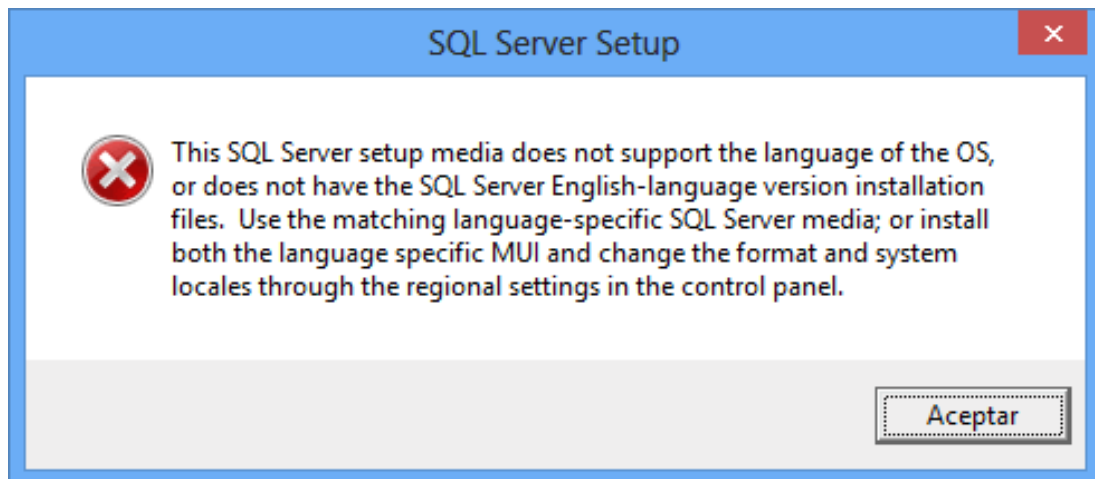 SQL Server Setup
This SQL Server setup media does not support the language of the OS,
or does not have the SQL Server English-language version installation
files.  Use the matching language-specific SQL Server media; or install
both the language specific MUI and change the format and system
locales through the regional settings in the control panel.
Aceptar